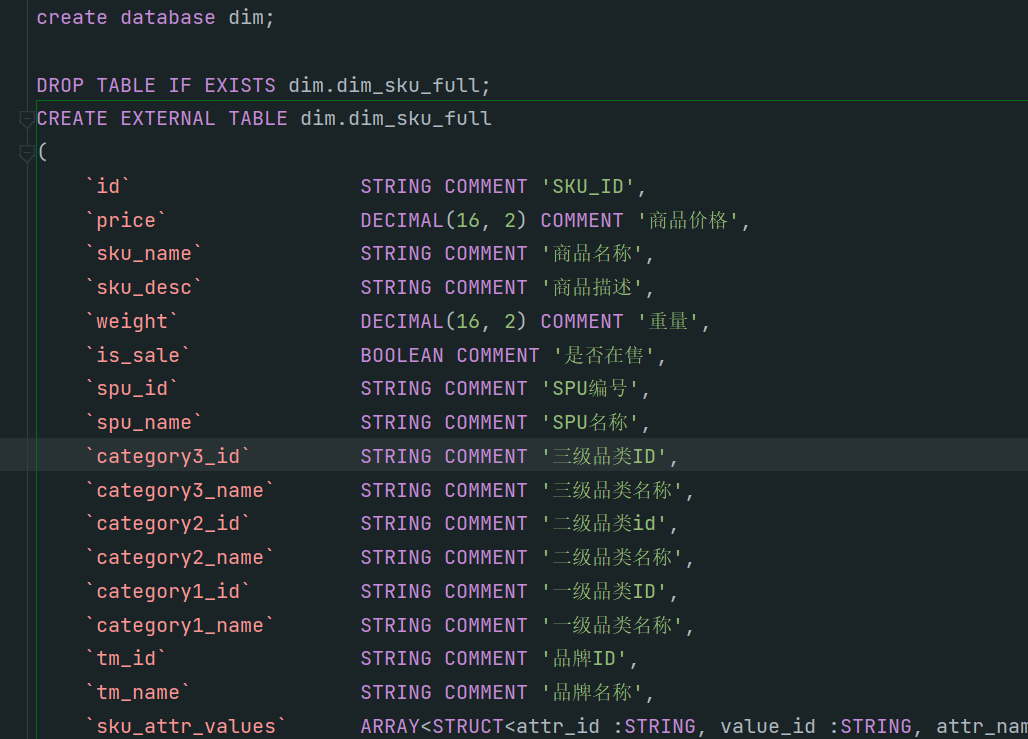 create database dim;
DROP TABLE IF EXISTS dim.dim_sku_full;
CREATE EXTERNAL TABLE dim.dim_sku_full
(
`id` STRING COMMENT 'SKU_ID',
`price` DECIMAL(16, 2) COMMENT '商品价格',
`sku_name` STRING COMMENT '商品名称',
`sku_desc` STRING COMMENT '商品描述',
`weight` DECIMAL(16, 2) COMMENT '重量',
`is_sale` BOOLEAN COMMENT '是否在售',
`spu_id` STRING COMMENT 'SPU编号',
`spu_name` STRING COMMENT 'SPU名称',
`category3_id` STRING COMMENT '三级品类ID',
`category3_name` STRING COMMENT '三级品类名称',
`category2_id` STRING COMMENT '二级品类id',
`category2_name` STRING COMMENT '二级品类名称',
`category1_id` STRING COMMENT '一级品类ID',
`category1_name` STRING COMMENT '一级品类名称',
`tm_id` STRING COMMENT '品牌ID',
`tm_name` STRING COMMENT '品牌名称',
`sku_attr_values` ARRAY<STRUCT<attr_id :STRING, value_id :STRING,